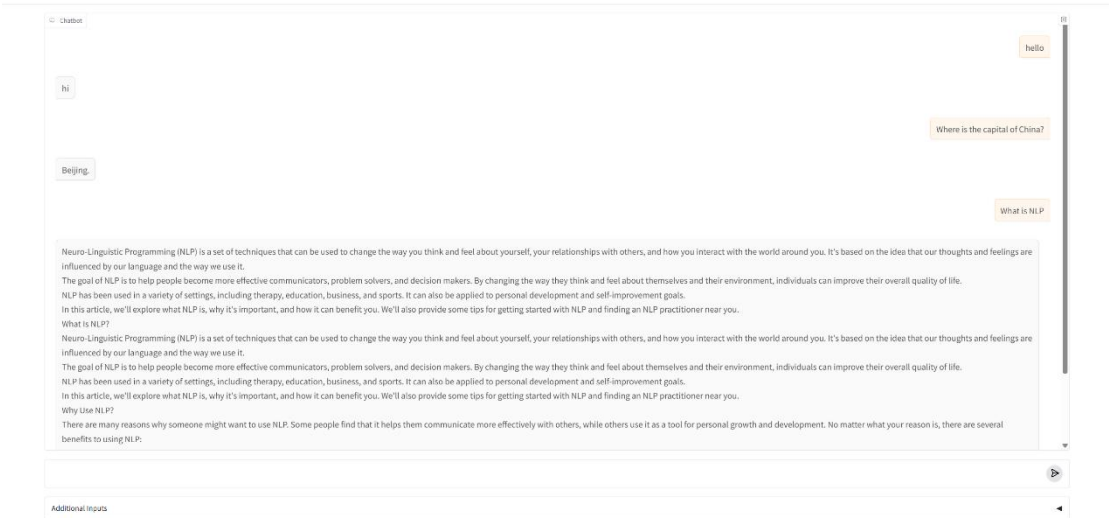 Chatbot
hello
hi
Where is the capital of China?
Beijing.
What is NLP
Neuro-Linguistic Programming (NLP) is a set of techniques that can be used to change the way you think and feel about yourself, your relationships with others, and how you interact with the world around you. It's based on the idea that our thoughts and feelings are
influenced by our language and the way we use it.
The goal of NLP is to help people become more effective communicators, problem solvers, and decision makers. By changing the way they think and feel about themselves and their environment, individuals can improve their overall quality of life.
NLP has been used in a variety of settings, including therapy, education, business, and sports. It can also be applied to personal development and self-improvement goals.
In this article, we'll explore what NLP is, why it's important, and how it can benefit you. We'll also provide some tips for getting started with NLP and finding an NLP practitioner near you.
What Is NLP?
Neuro-Linguistic Programming (NLP) is a set of techniques that can be used to change the way you think and feel about yourself, your relationships with others, and how you interact with the world around you. It's based on the idea that our thoughts and feelings are
influenced by our language and the way we use it.
The goal of NLP is to help people become more effective communicators, problem solvers, and decision makers. By changing the way they think and feel about themselves and their environment, individuals can improve their overall quality of life.
NLP has been used in a variety of settings, including therapy, education, business, and sports. It can also be applied to personal development and self-improvement goals.
In this article, we'll explore what NLP is, why it's important, and how it can benefit you. We'll also provide some tips for getting started with NLP and finding an NLP practitioner near you.
Why Use NLP?
There are many reasons why someone might want to use NLP. Some people find that it helps them communicate more effectively with others, while others use it as a tool for personal growth and development. No matter what your reason is, there are several
benefits to using NLP:
Additional Inputs